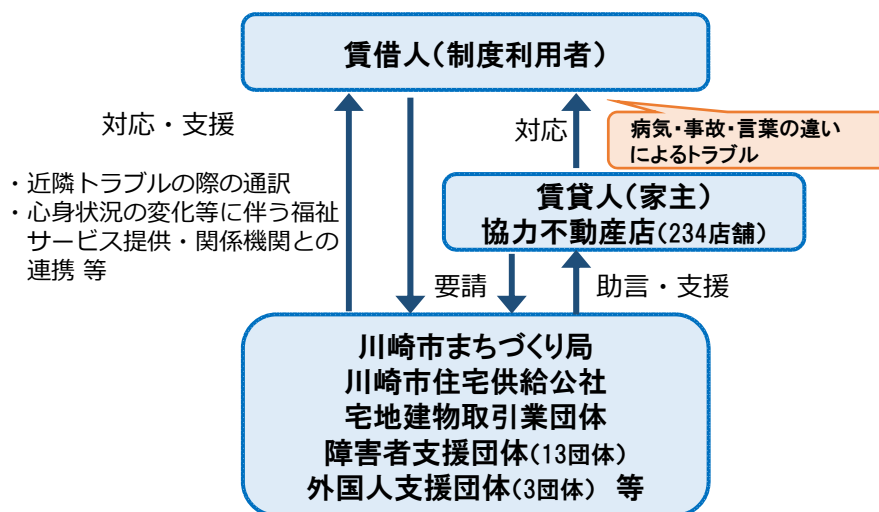 賃借人（制度利用者）
対応・支援
・近隣トラブルの際の通訳
・心身状況の変化等に伴う福祉
サービス提供・関係機関との
連携 等
対応
病気・事故・言葉の違い
によるトラブル
賃貸人（家主）
協力不動産店（234店舗）
要請
助言・支援
川崎市まちづくり局
川崎市住宅供給公社
宅地建物取引業団体
障害者支援団体（13団体）
外国人支援団体（3団体） 等